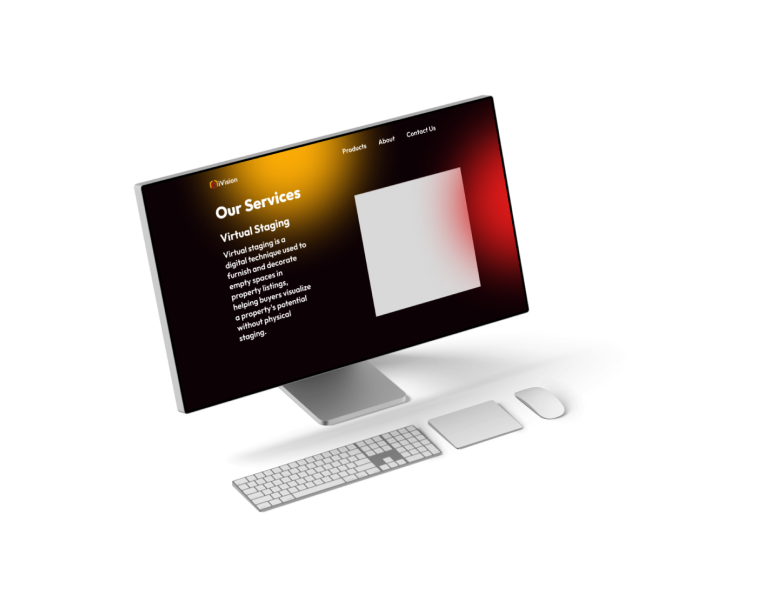 iVision
Products
About
Contact Us
Our Services
Virtual Staging
Virtual staging is a
digital technique used to
furnish and decorate
empty spaces in
property listings,
helping buyers visualize
a property's potential
without physical
staging.